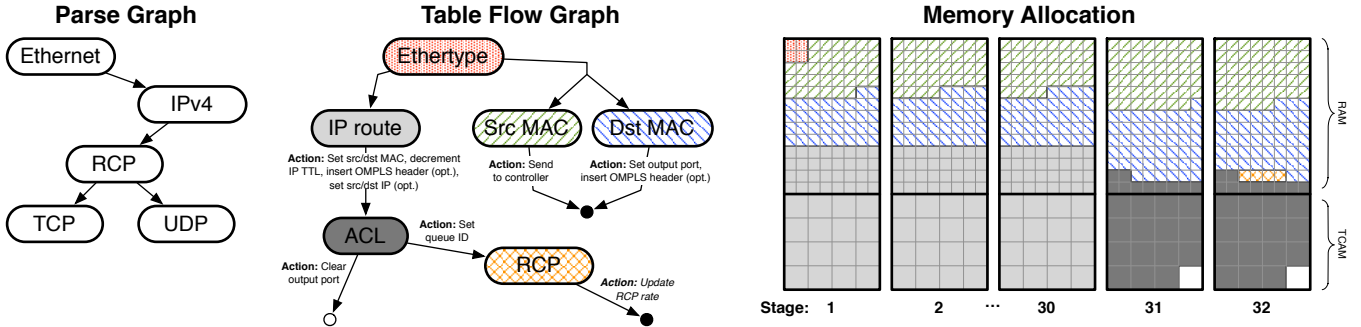 Parse Graph
Ethernet
IPv4
RCP
TCP
UDP
Table Flow Graph
Ethertype
IP route
Src MAC
Dst MAC
Action: Set src/dst MAC, decrement
IP TTL, insert OMPLS header (opt.),
set src/dst IP (opt.)
Action: Send
to controller
Action: Set output port,
insert OMPLS header (opt.)
ACL
Action: Set
queue ID
RCP
Action: Clear
output port
Action: Update
RCP rate
Memory Allocation
RAM
TCAM
Stage: 1 2 ... 30 31 32